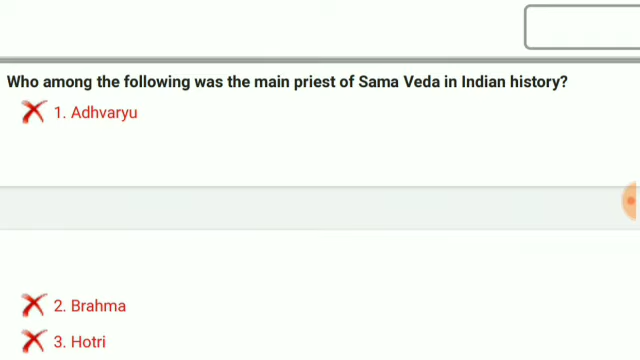 Who among the following was the main priest of Sama Veda in Indian history?
1. Adhvaryu
2. Brahma
3. Hotri